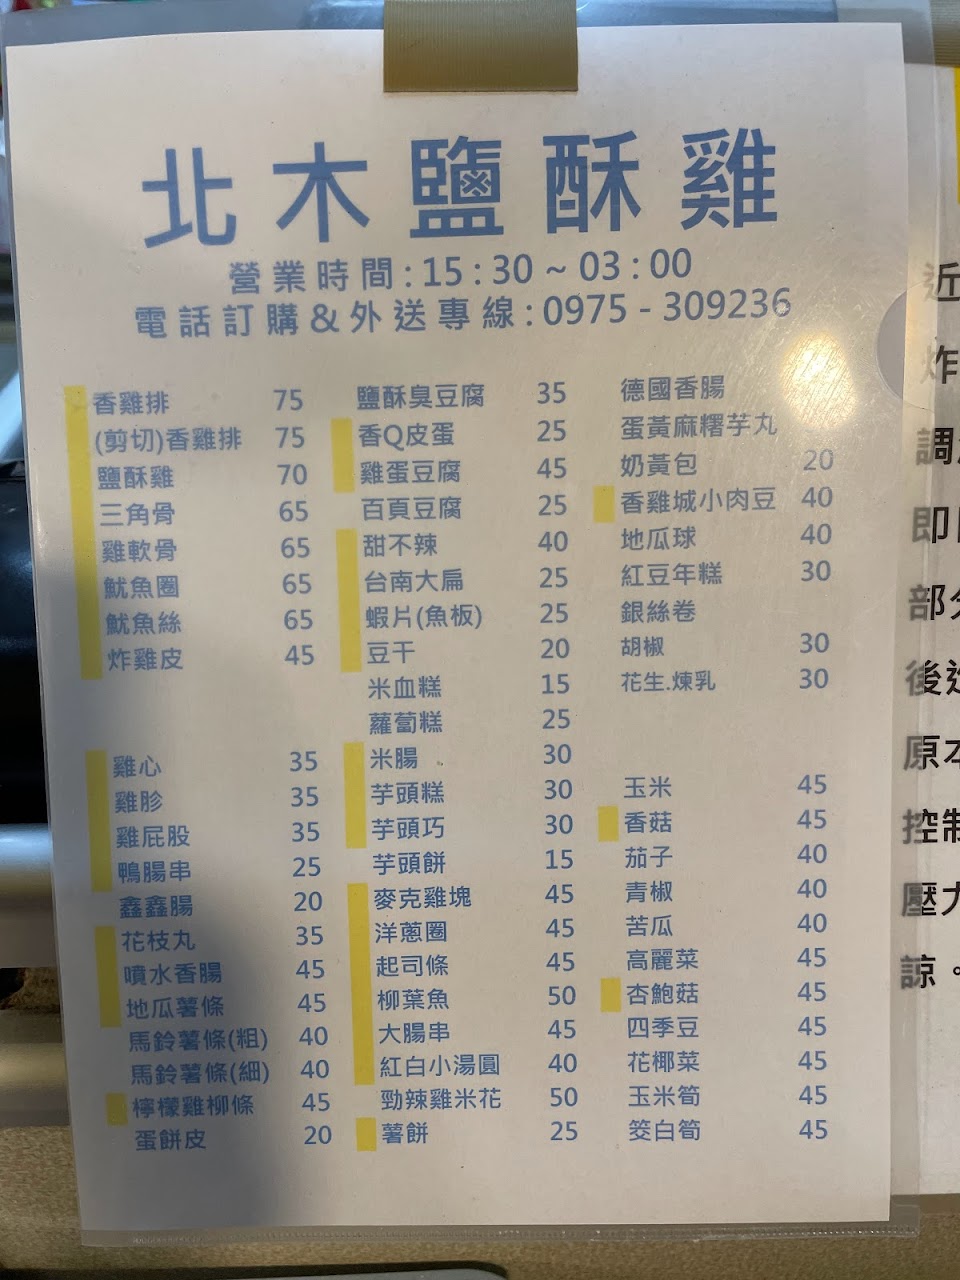 北木鹽酥雞
營業時間:15:30~03:00
電話訂購&外送專線:0975-309236
香雞排 75
(剪切)香雞排 75
鹽酥雞 70
三角骨 65
雞軟骨 65
魷魚圈 65
魷魚絲 65
炸雞皮 45
雞心 35
雞胗 35
雞屁股 35
鴨腸串 25
鑫鑫腸 20
花枝丸 35
噴水香腸 45
地瓜薯條 45
馬鈴薯條(粗) 40
馬鈴薯條(細) 40
檸檬雞柳條 45
蛋餅皮 20
鹽酥臭豆腐 35
香Q皮蛋 25
雞蛋豆腐 45
百頁豆腐 25
甜不辣 40
台南大扁 25
蝦片(魚板) 25
豆干 20
米血糕 15
蘿蔔糕 25
米腸 30
芋頭糕 30
芋頭巧 30
芋頭餅 15
麥克雞塊 45
洋蔥圈 45
起司條 45
柳葉魚 50
大腸串 45
紅白小湯圓 40
勁辣雞米花 50
薯餅 25
德國香腸
蛋黃麻糬芋丸
奶黃包 20
香雞城小肉豆 40
地瓜球 40
紅豆年糕 30
銀絲卷
胡椒 30
花生.煉乳 30
玉米 45
香菇 45
茄子 40
青椒 40
苦瓜 40
高麗菜 45
杏鮑菇 45
四季豆 45
花椰菜 45
玉米筍 45
筊白筍 45
近
炸
調
即
部分
後
原本
控制
壓力
諒。